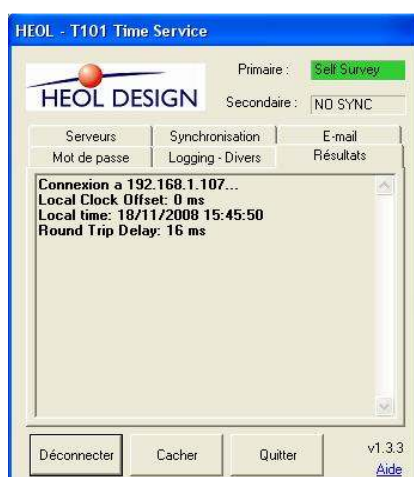 HEOL - T101 Time Service
HEOL DESIGN
Primaire : Self Survey
Secondaire : NO SYNC
Serveurs Synchronisation E-mail
Mot de passe Logging - Divers Résultats
Connexion a 192.168.1.107...
Local Clock Offset: 0 ms
Local time: 18/11/2008 15:45:50
Round Trip Delay: 16 ms
Déconnecter Cacher Quitter v1.3.3
Aide